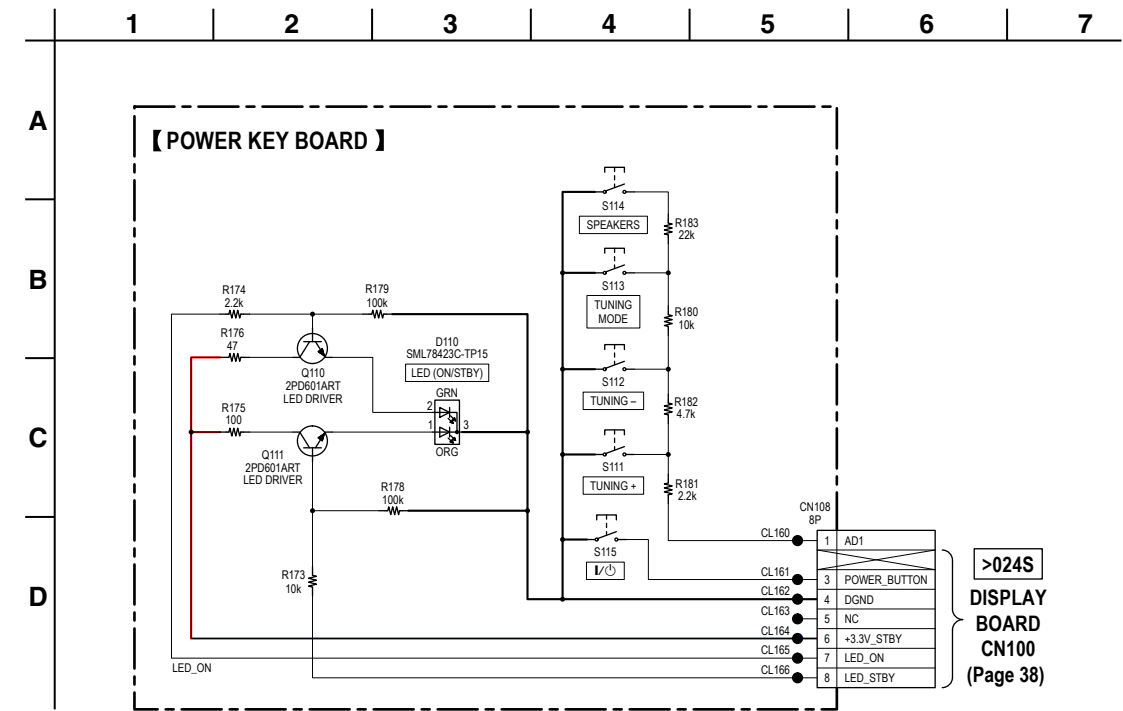 1 2 3 4 5 6 7
A
B
C
D
【 POWER KEY BOARD 】
S114
SPEAKERS
R183
22k
S113
TUNING
MODE
R180
10k
S112
TUNING –
R182
4.7k
S111
TUNING +
R181
2.2k
S115
R174
2.2k
R179
100k
R176
47
Q110
2PD601ART
LED DRIVER
D110
SML78423C-TP15
LED (ON/STBY)
GRN
2
1
3
ORG
R175
100
Q111
2PD601ART
LED DRIVER
R178
100k
R173
10k
LED_ON
CN108
8P
CL160 1 AD1
CL161 3 POWER_BUTTON
CL162 4 DGND
CL163 5 NC
CL164 6 +3.3V_STBY
CL165 7 LED_ON
CL166 8 LED_STBY
>024S
DISPLAY
BOARD
CN100
(Page 38)